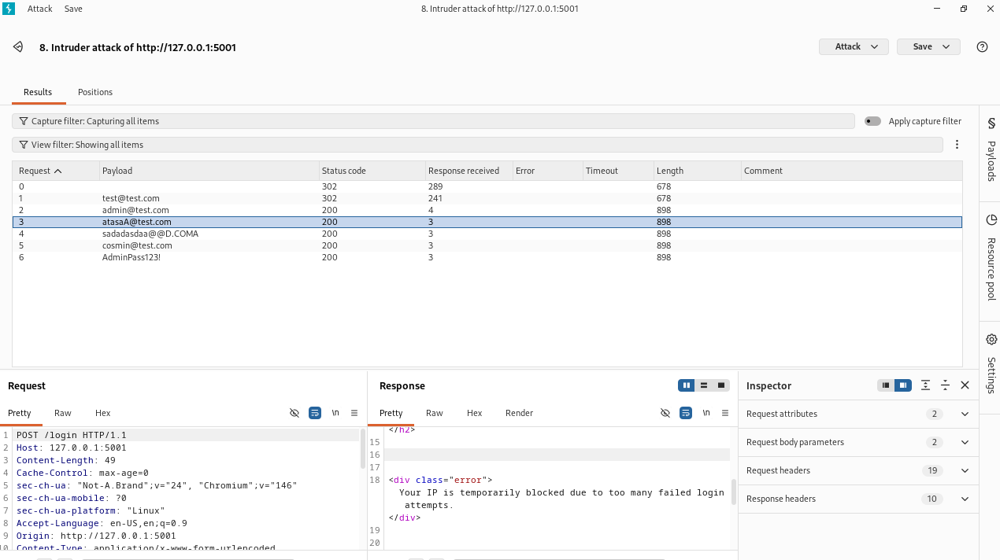 Attack Save 8. Intruder attack of http://127.0.0.1:5001
8. Intruder attack of http://127.0.0.1:5001 Attack Save
Results Positions
Capture filter: Capturing all items Apply capture filter
View filter: Showing all items
Request Payload Status code Response received Error Timeout Length Comment
0 302 289 678
1 test@test.com 302 241 678
2 admin@test.com 200 4 898
3 atasaA@test.com 200 3 898
4 sadadasdaa@@D.COMA 200 3 898
5 cosmin@test.com 200 3 898
6 AdminPass123! 200 3 898
Payloads
Resource pool
Settings
Request
Pretty Raw Hex \n
1 POST /login HTTP/1.1
2 Host: 127.0.0.1:5001
3 Content-Length: 49
4 Cache-Control: max-age=0
5 sec-ch-ua: "Not-A.Brand";v="24", "Chromium";v="146"
6 sec-ch-ua-mobile: ?0
7 sec-ch-ua-platform: "Linux"
8 Accept-Language: en-US,en;q=0.9
9 Origin: http://127.0.0.1:5001
10 Content-Type: application/x-www-form-urlencoded
Response
Pretty Raw Hex Render \n
</h2>
15
16
17
18 <div class="error">
Your IP is temporarily blocked due to too many failed login
attempts.
</div>
19
20
Inspector
Request attributes 2
Request body parameters 2
Request headers 19
Response headers 10